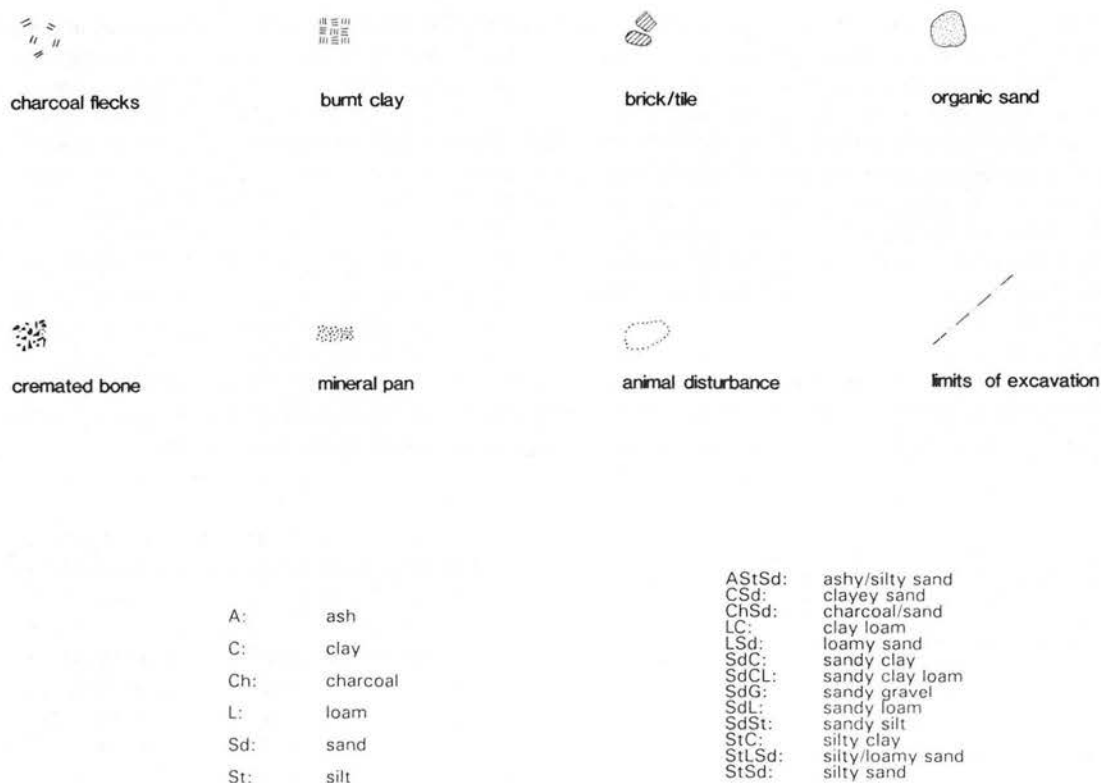 charcoal flecks burnt clay brick/tile organic sand
cremated bone mineral pan animal disturbance limits of excavation
A: ash
C: clay
Ch: charcoal
L: loam
Sd: sand
St: silt
AStSd: ashy/silty sand
CSd: clayey sand
ChSd: charcoal/sand
LC: clay loam
LSd: loamy sand
SdC: sandy clay
SdCL: sandy clay loam
SdG: sandy gravel
SdL: sandy loam
SdSt: sandy silt
StC: silty clay
StLSd: silty/loamy sand
StSd: silty sand